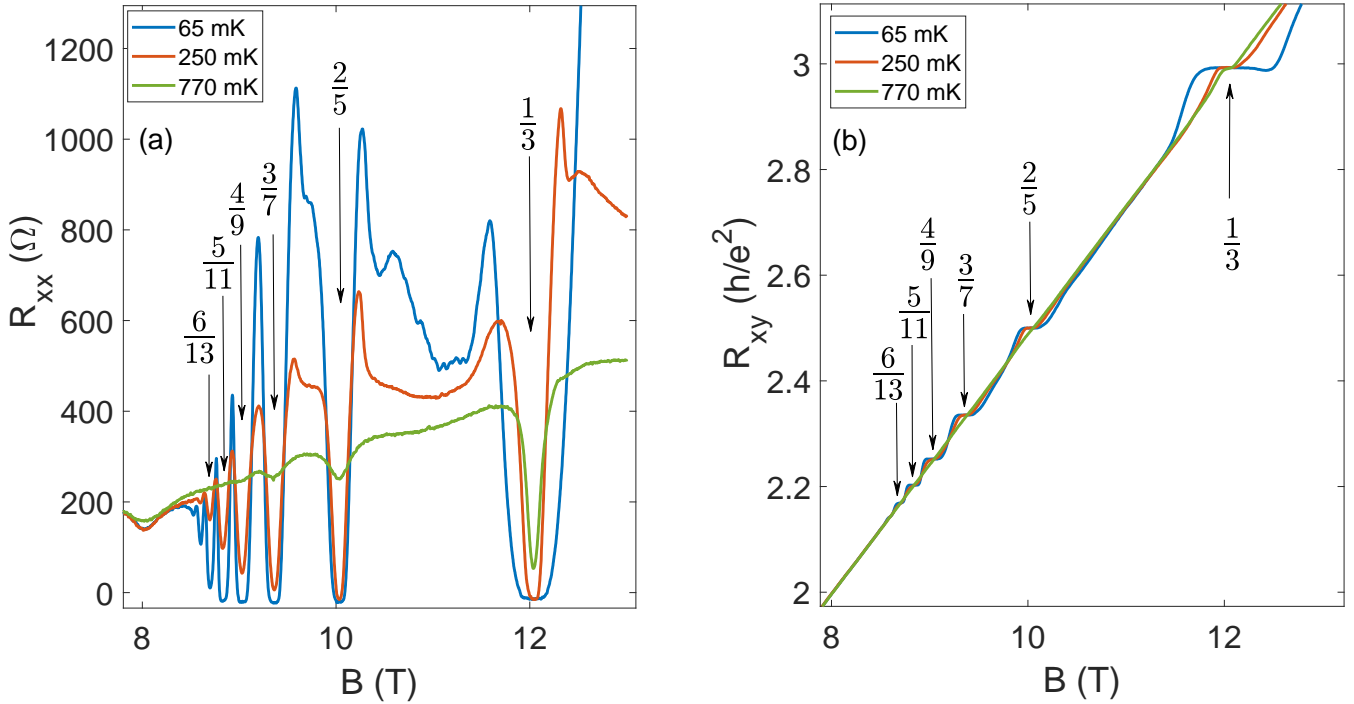 65 mK
250 mK
770 mK
(a)
2/5
1/3
3/7
4/9
5/11
6/13
1200
1000
800
600
400
200
0
8
10
12
R_xx (Ω)
B (T)
65 mK
250 mK
770 mK
(b)
2/5
4/9
3/7
5/11
6/13
1/3
3
2.8
2.6
2.4
2.2
2
8
10
12
R_xy (h/e²)
B (T)